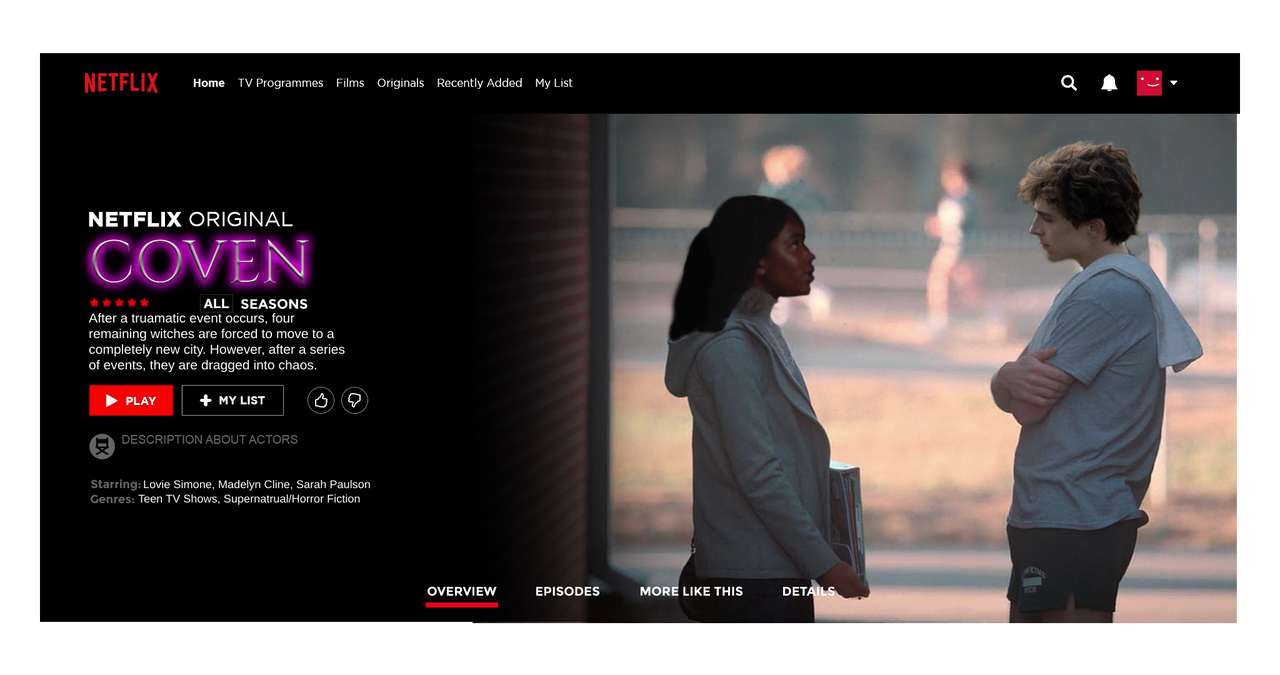 NETFLIX Home TV Programmes Films Originals Recently Added My List
NETFLIX ORIGINAL
COVEN
ALL SEASONS
After a truamatic event occurs, four
remaining witches are forced to move to a
completely new city. However, after a series
of events, they are dragged into chaos.
PLAY MY LIST
DESCRIPTION ABOUT ACTORS
Starring: Lovie Simone, Madelyn Cline, Sarah Paulson
Genres: Teen TV Shows, Supernatrual/Horror Fiction
OVERVIEW EPISODES MORE LIKE THIS DETAILS